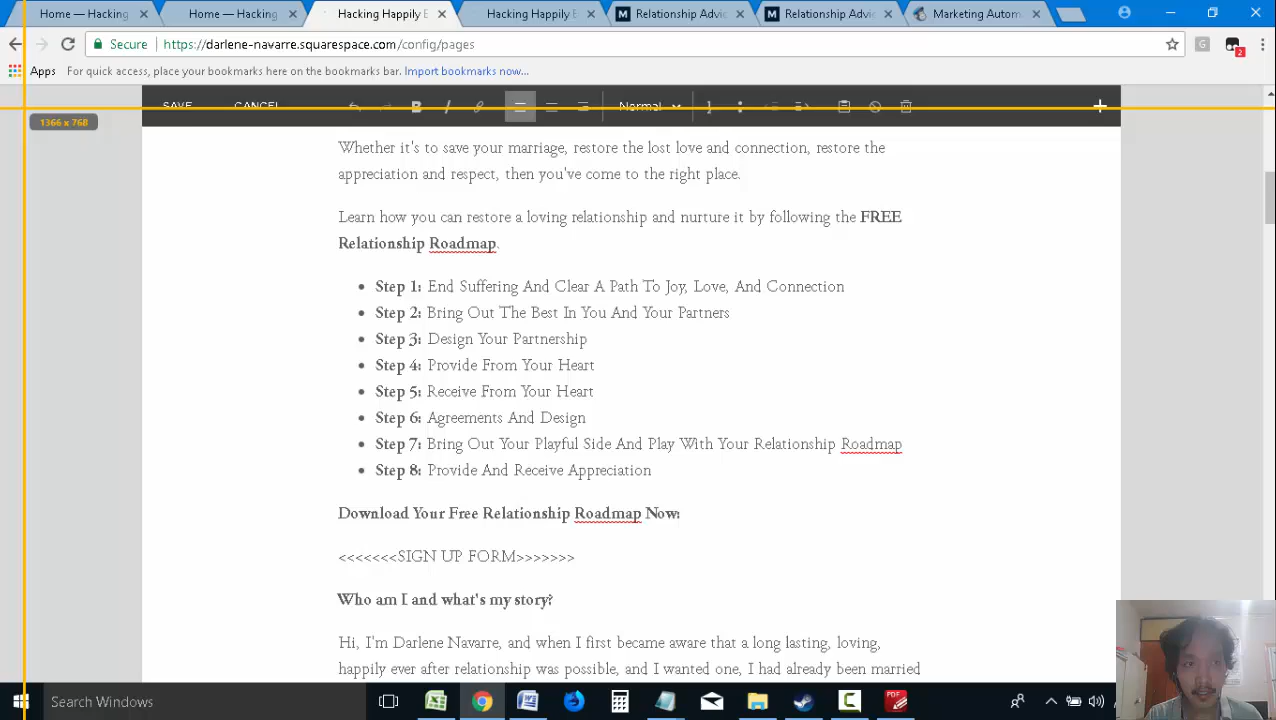 Home — Hacking
Home — Hacking
Hacking Happily E
Hacking Happily E
Relationship Advic
Relationship Advic
Marketing Automa
Secure
https://darlene-navarre.squarespace.com/config/pages
2
Apps
For quick access, place your bookmarks here on the bookmarks bar. Import bookmarks now...
SAVE
CANCEL
Normal
1366 x 768
Whether it's to save your marriage, restore the lost love and connection, restore the
appreciation and respect, then you've come to the right place.
Learn how you can restore a loving relationship and nurture it by following the FREE
Relationship Roadmap.
• Step 1: End Suffering And Clear A Path To Joy, Love, And Connection
• Step 2: Bring Out The Best In You And Your Partners
• Step 3: Design Your Partnership
• Step 4: Provide From Your Heart
• Step 5: Receive From Your Heart
• Step 6: Agreements And Design
• Step 7: Bring Out Your Playful Side And Play With Your Relationship Roadmap
• Step 8: Provide And Receive Appreciation
Download Your Free Relationship Roadmap Now:
<<<<<<<SIGN UP FORM>>>>>>>
Who am I and what's my story?
Hi, I'm Darlene Navarre, and when I first became aware that a long lasting, loving,
happily ever after relationship was possible, and I wanted one, I had already been married
Search Windows
PDF